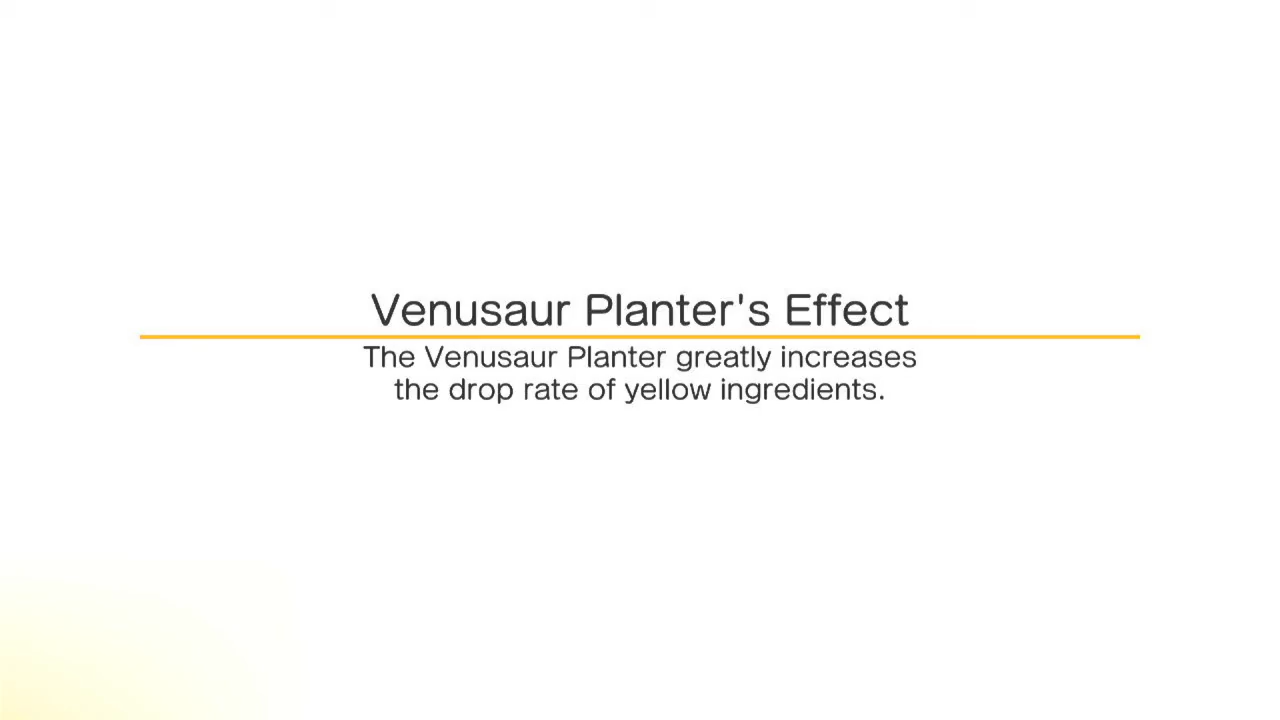 Venusaur Planter's Effect
The Venusaur Planter greatly increases
the drop rate of yellow ingredients.